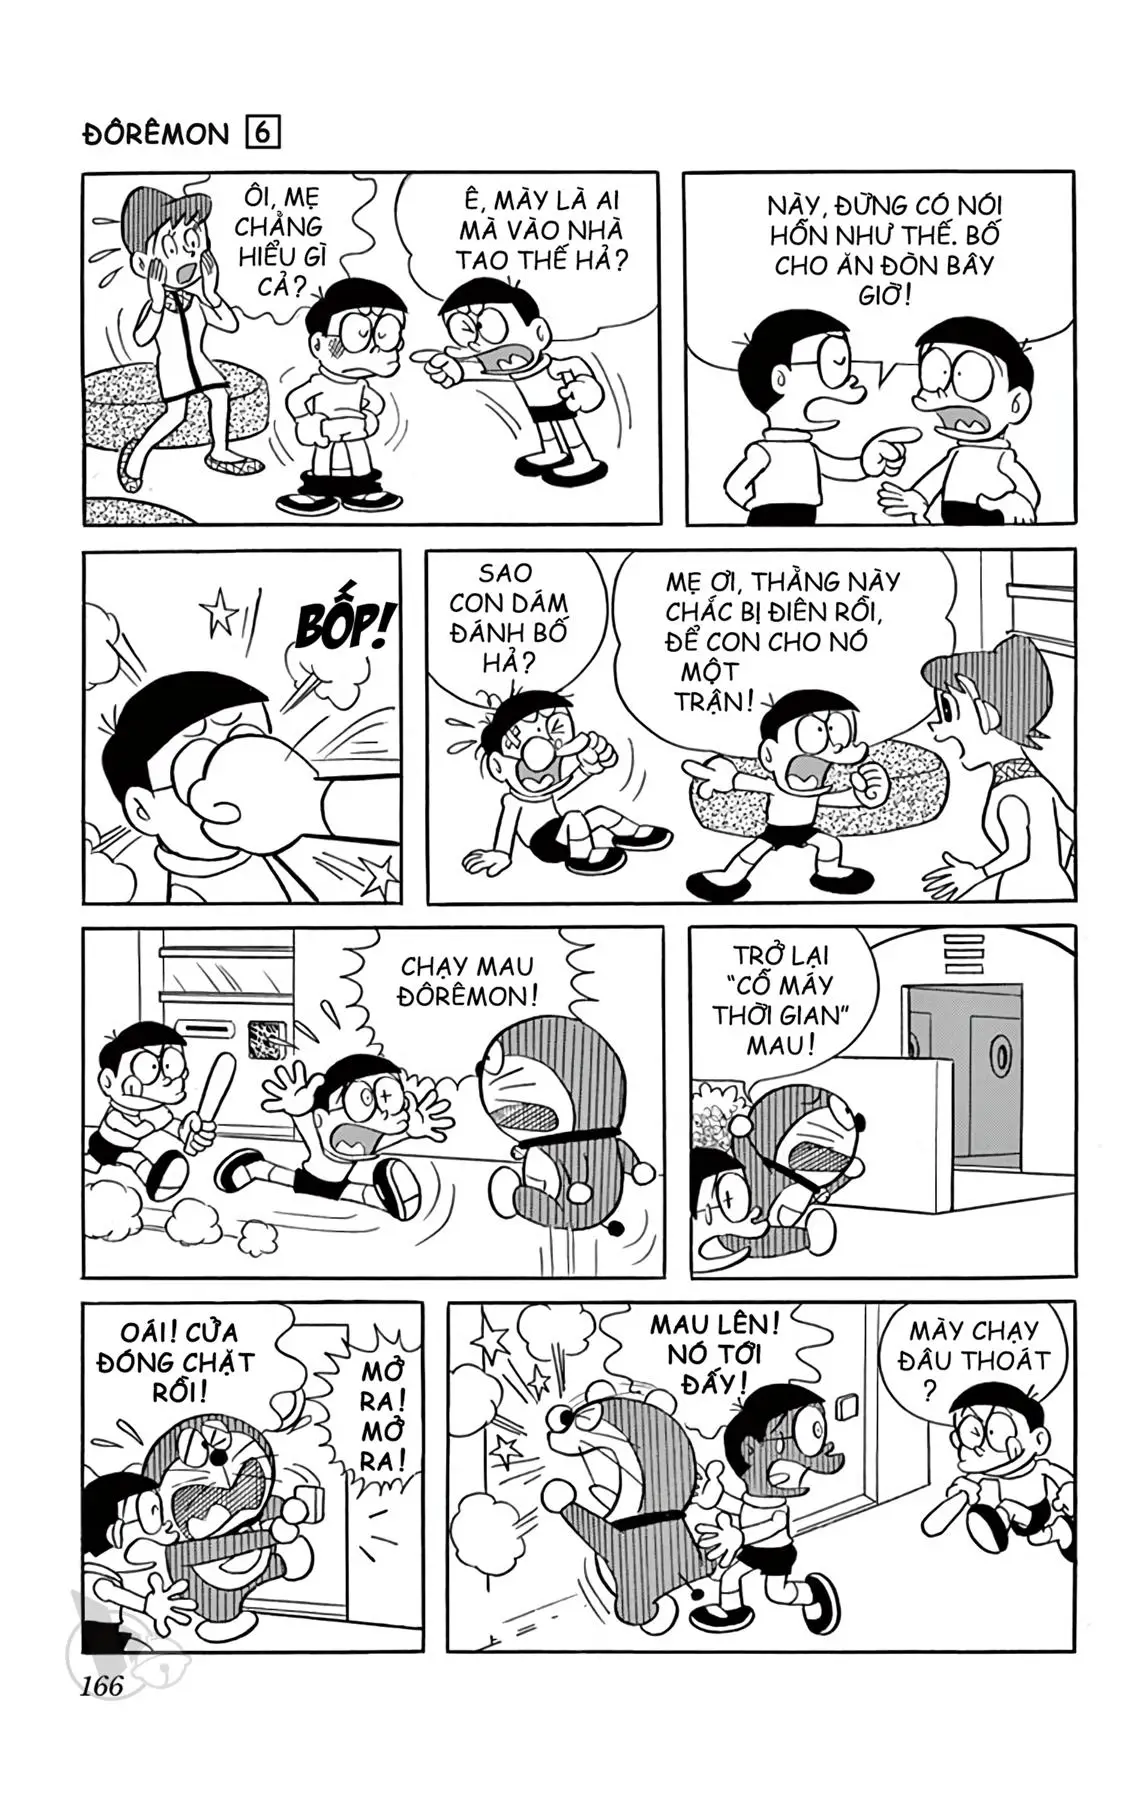 ĐÔRÊMON 6
ÔI, MẸ
CHẲNG
HIỂU GÌ
CẢ?
Ê, MÀY LÀ AI
MÀ VÀO NHÀ
TAO THẾ HẢ?
NÀY, ĐỪNG CÓ NÓI
HỖN NHƯ THẾ. BỐ
CHO ĂN ĐÒN BÂY
GIỜ!
BỐP!
SAO
CON DÁM
ĐÁNH BỐ
HẢ?
MẸ ƠI, THẰNG NÀY
CHẮC BỊ ĐIÊN RỒI,
ĐỂ CON CHO NÓ
MỘT
TRẬN!
CHẠY MAU
ĐÔRÊMON!
TRỞ LẠI
“CỖ MÁY
THỜI GIAN”
MAU!
OÁI! CỬA
ĐÓNG CHẶT
RỒI!
MỞ
RA!
MỞ
RA!
MAU LÊN!
NÓ TỚI
ĐẤY!
MÀY CHẠY
ĐÂU THOÁT
?
166